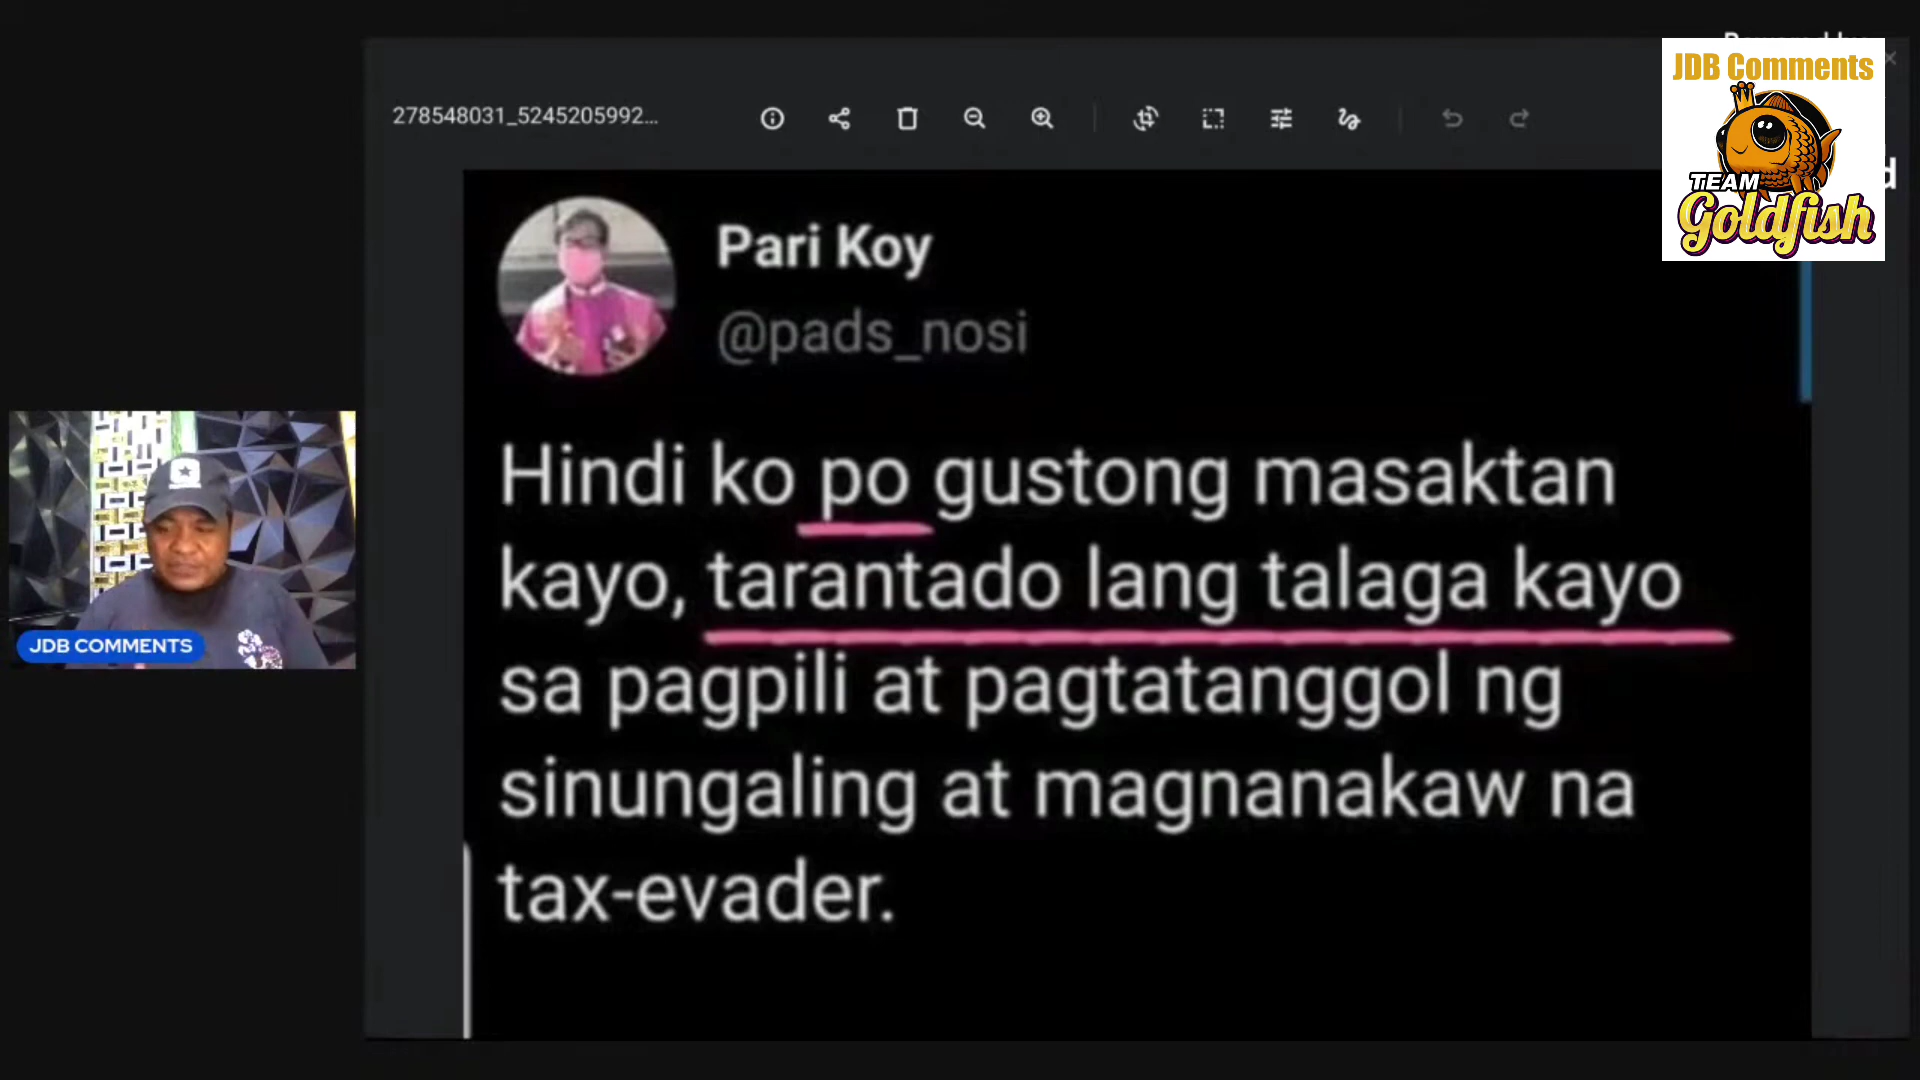 JDB Comments
TEAM
Goldfish
278548031_5245205992...
Pari Koy
@pads_nosi
Hindi ko po gustong masaktan
kayo, tarantado lang talaga kayo
sa pagpili at pagtatanggol ng
sinungaling at magnanakaw na
tax-evader.
JDB COMMENTS